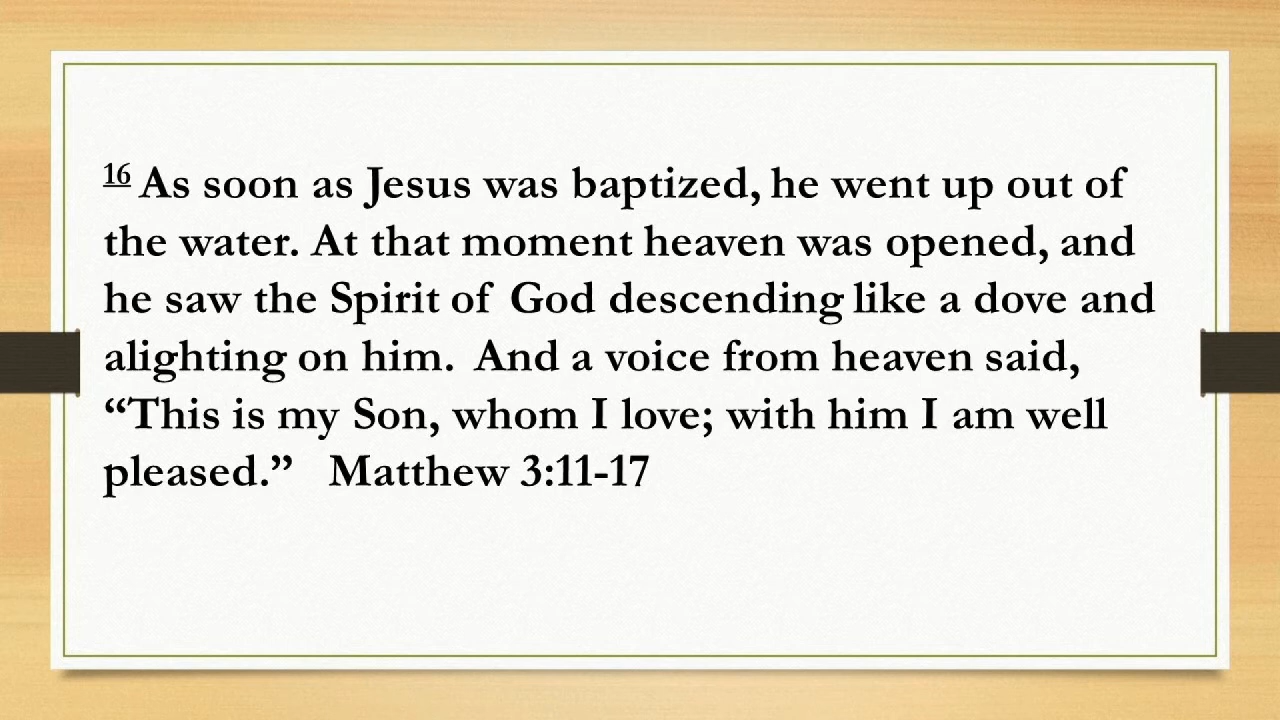 16 As soon as Jesus was baptized, he went up out of
the water. At that moment heaven was opened, and
he saw the Spirit of God descending like a dove and
alighting on him. And a voice from heaven said,
“This is my Son, whom I love; with him I am well
pleased.” Matthew 3:11-17